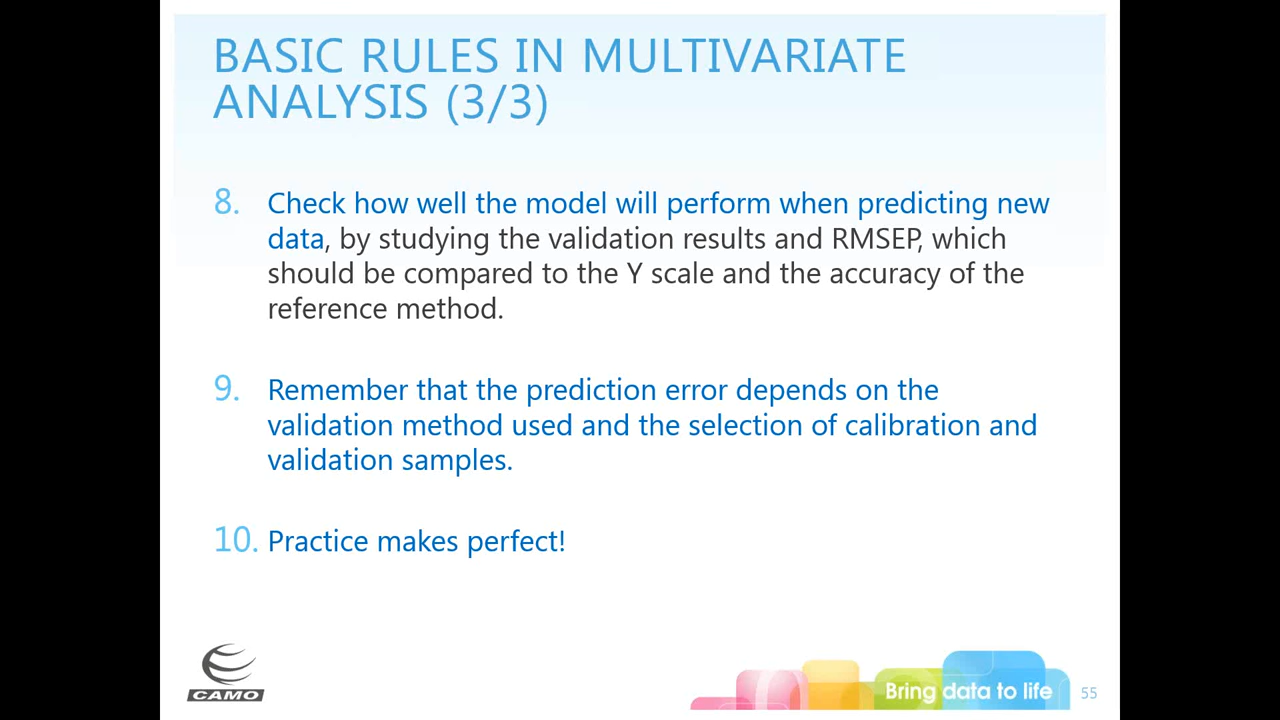 BASIC RULES IN MULTIVARIATE
ANALYSIS (3/3)
8. Check how well the model will perform when predicting new
data, by studying the validation results and RMSEP, which
should be compared to the Y scale and the accuracy of the
reference method.
9. Remember that the prediction error depends on the
validation method used and the selection of calibration and
validation samples.
10. Practice makes perfect!
CAMO
Bring data to life
55